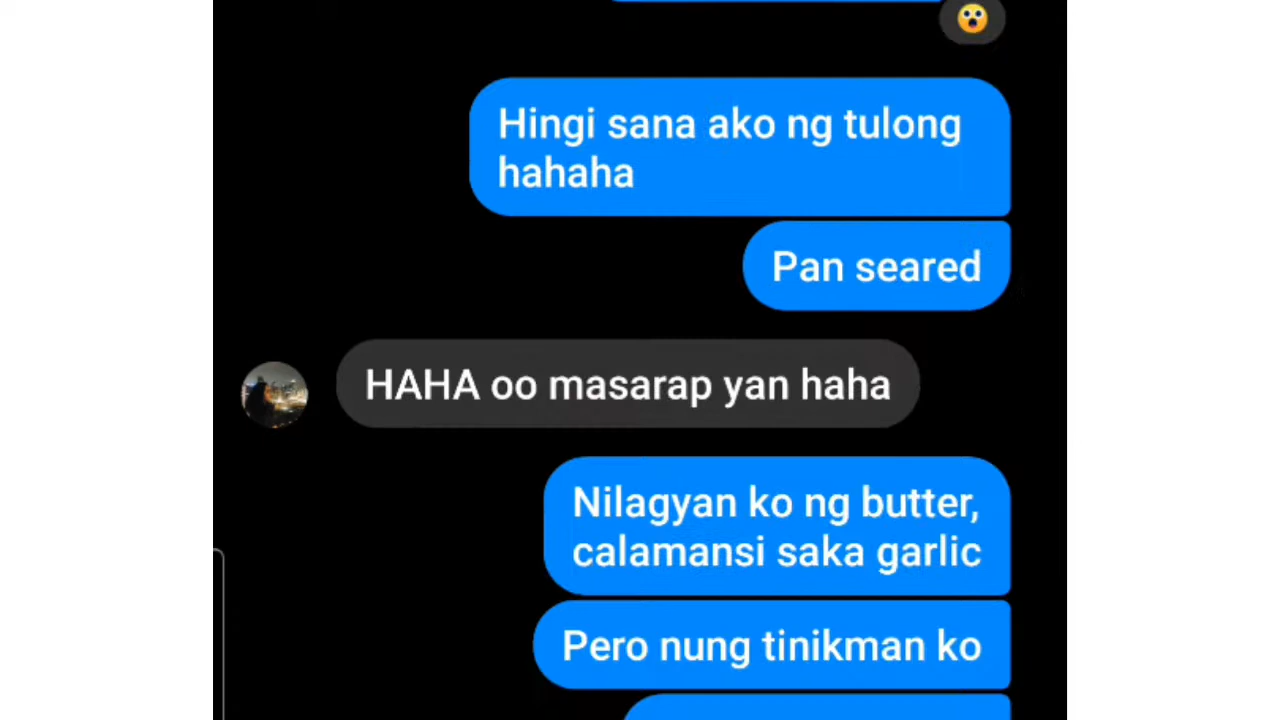 Hingi sana ako ng tulong
hahaha
Pan seared
HAHA oo masarap yan haha
Nilagyan ko ng butter,
calamansi saka garlic
Pero nung tinikman ko